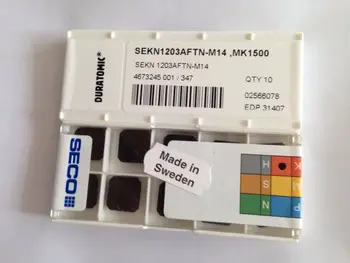 DURATOMIC®
SEKN1203AFTN-M14 ,MK1500
SEKN 1203AFTN-M14
4673245 001 / 347
QTY 10
02566078
EDP 31407
SECO
Made in
Sweden
H
K
S
M
N
P